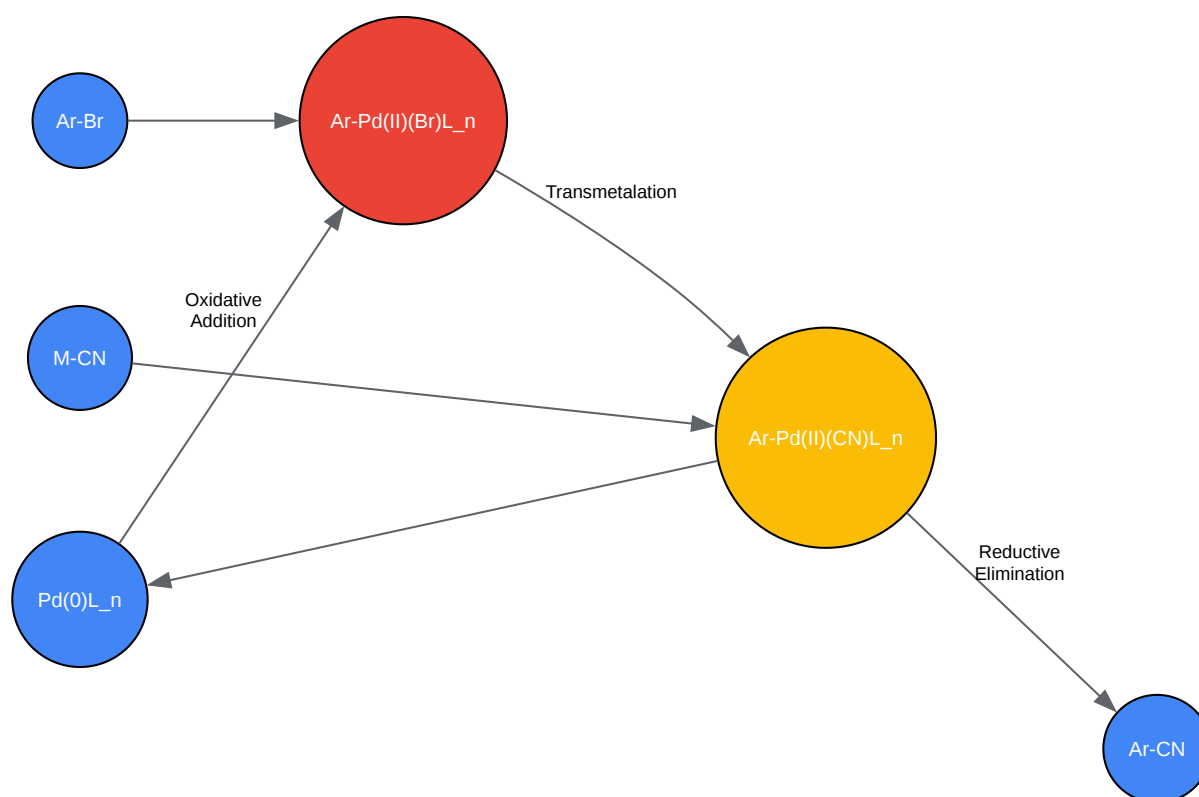 Ar-Br
Ar-Pd(II)(Br)L_n
Transmetalation
Oxidative
Addition
M-CN
Ar-Pd(II)(CN)L_n
Pd(0)L_n
Reductive
Elimination
Ar-CN